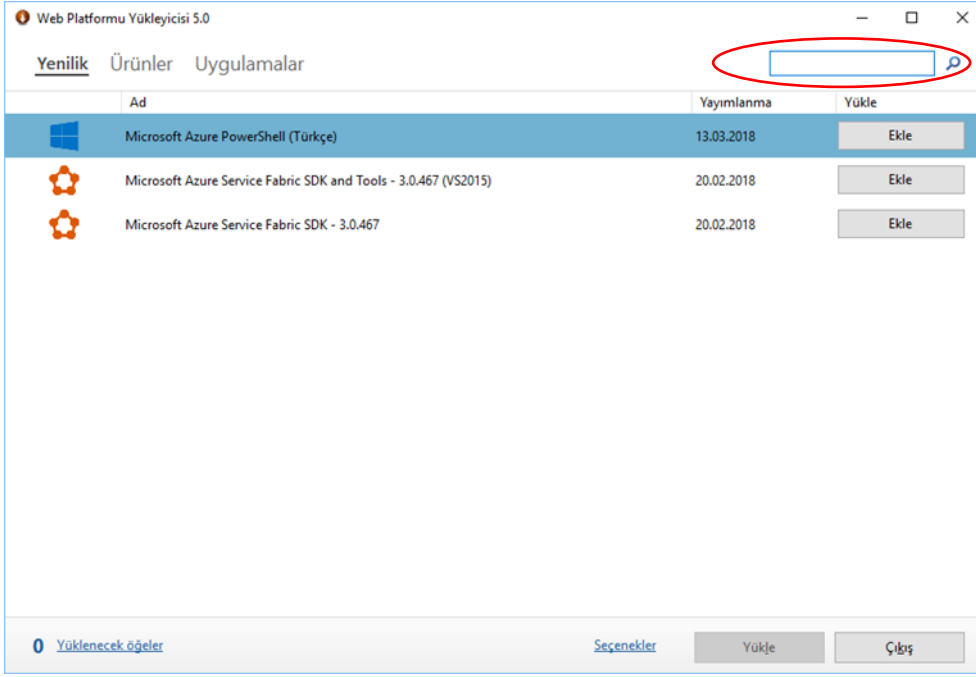 Web Platformu Yükleyicisi 5.0
Yenilik Ürünler Uygulamalar
Ad Yayımlanma Yükle
Microsoft Azure PowerShell (Türkçe) 13.03.2018 Ekle
Microsoft Azure Service Fabric SDK and Tools - 3.0.467 (VS2015) 20.02.2018 Ekle
Microsoft Azure Service Fabric SDK - 3.0.467 20.02.2018 Ekle
0 Yüklenecek öğeler Seçenekler Yükle Çıkış